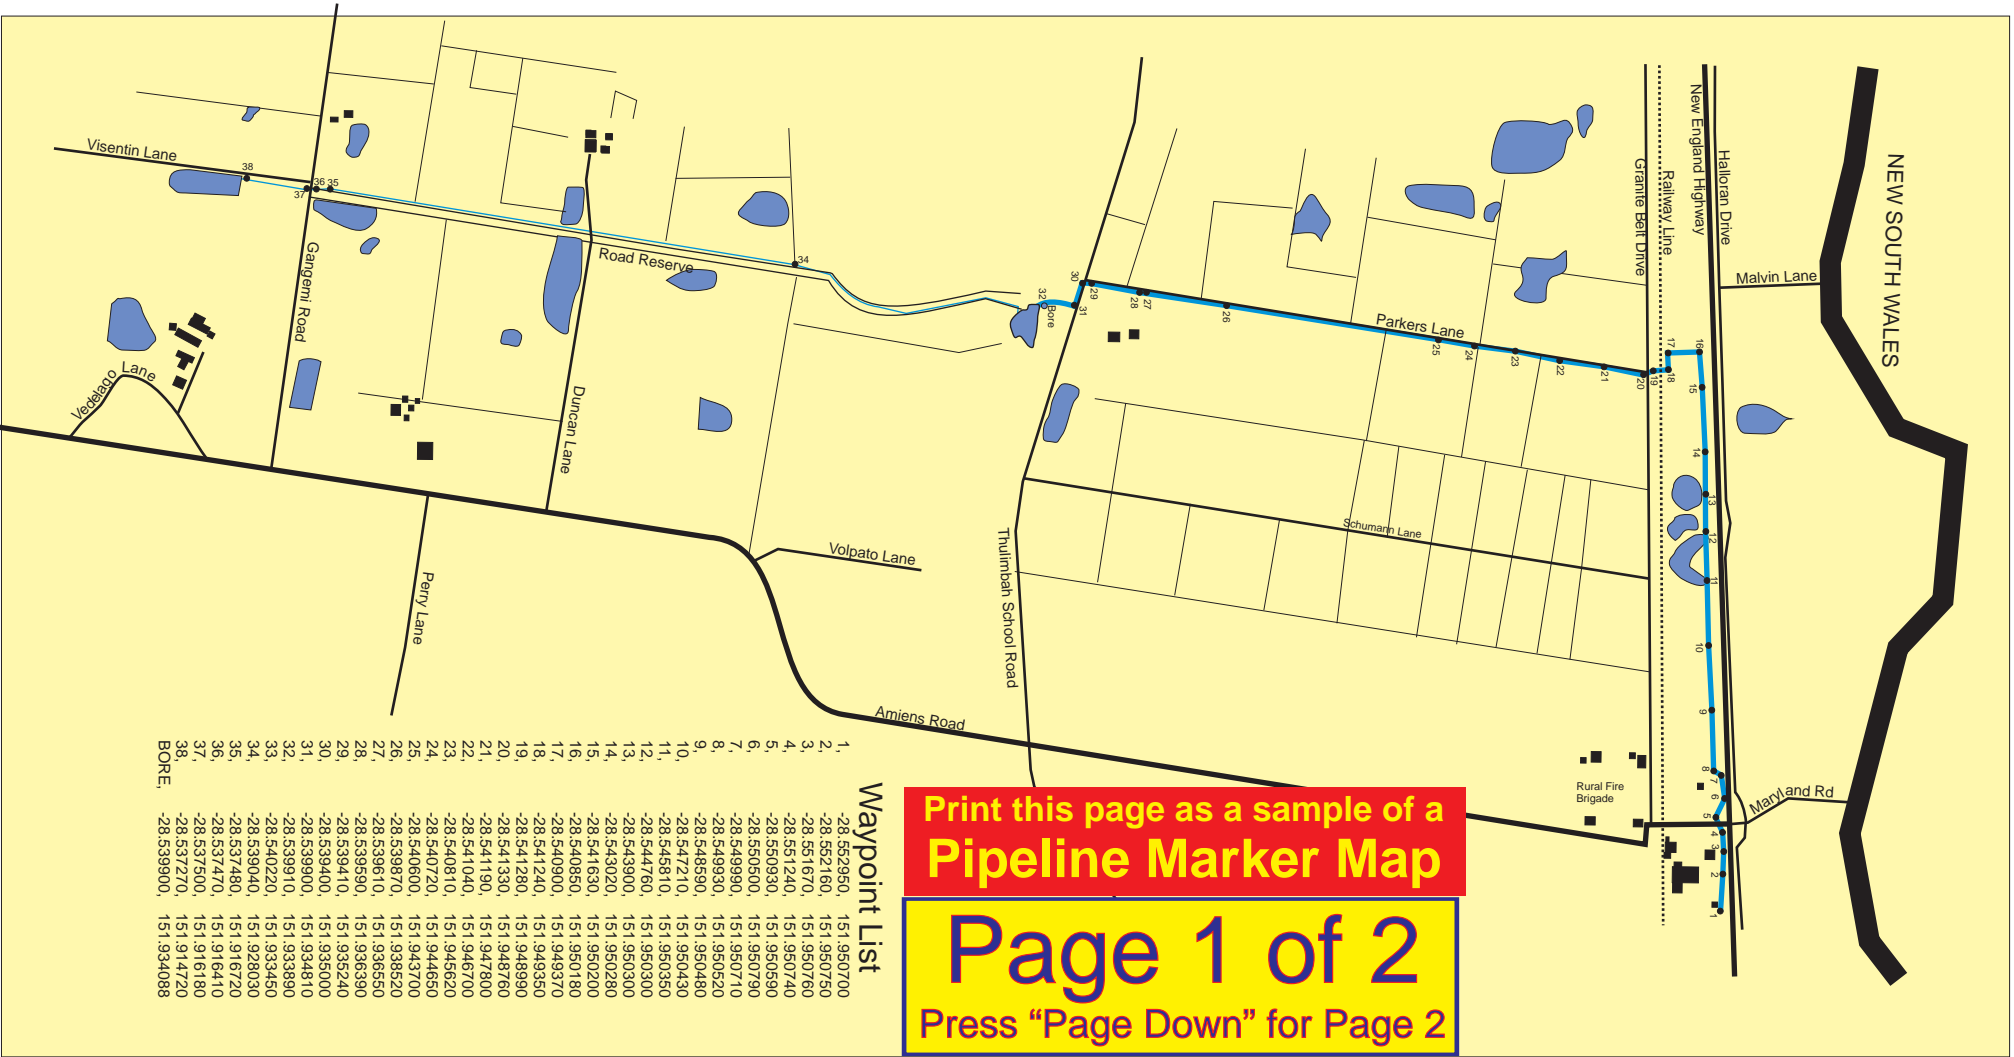 NEW SOUTH WALES
Halloran Drive
New England Highway
Railway Line
Granite Belt Drive
Malvin Lane
Maryland Rd
Visentin Lane
Gangemi Road
Road Reserve
Parkers Lane
Bore
Vedelago Lane
Duncan Lane
Perry Lane
Volpato Lane
Thulimbah School Road
Schumann Lane
Amiens Road
Rural Fire
Brigade
1
2
3
4
5
6
7
8
9
10
11
12
13
14
15
16
17
18
19
20
21
22
23
24
25
26
27
28
29
30
31
32
34
35
36
37
38
Waypoint List
1, -28.552950, 151.950700
2, -28.552160, 151.950750
3, -28.551670, 151.950760
4, -28.551240, 151.950740
5, -28.550930, 151.950590
6, -28.550500, 151.950790
7, -28.549990, 151.950710
8, -28.549930, 151.950520
9, -28.548590, 151.950480
10, -28.547210, 151.950430
11, -28.545810, 151.950350
12, -28.544760, 151.950300
13, -28.543900, 151.950300
14, -28.543020, 151.950280
15, -28.541630, 151.950200
16, -28.540850, 151.950180
17, -28.540900, 151.949370
18, -28.541240, 151.949350
19, -28.541280, 151.948990
20, -28.541330, 151.948760
21, -28.541190, 151.947800
22, -28.541040, 151.946700
23, -28.540810, 151.945620
24, -28.540720, 151.944650
25, -28.540600, 151.943700
26, -28.539870, 151.938520
27, -28.539610, 151.936550
28, -28.539590, 151.936390
29, -28.539410, 151.935240
30, -28.539400, 151.935000
31, -28.539900, 151.934810
32, -28.539910, 151.933890
33, -28.540220, 151.933450
34, -28.539040, 151.928030
35, -28.537480, 151.916720
36, -28.537470, 151.916410
37, -28.537500, 151.916180
38, -28.537270, 151.914720
BORE, -28.539900, 151.934088
Print this page as a sample of a
Pipeline Marker Map
Page 1 of 2
Press “Page Down” for Page 2